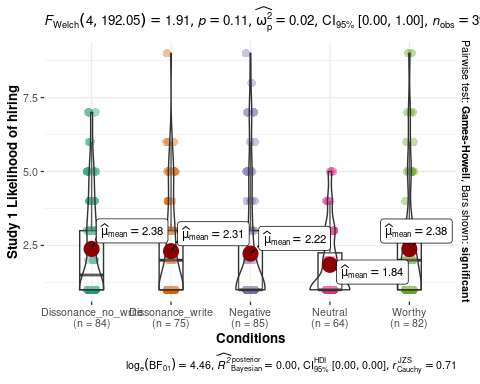 F_Welch(4, 192.05) = 1.91, p = 0.11, ω̂²_p = 0.02, CI_95% [0.00, 1.00], n_obs = 3
Study 1 Likelihood of hiring
7.5
5.0
2.5
μ̂_mean = 2.38
μ̂_mean = 2.31
μ̂_mean = 2.22
μ̂_mean = 1.84
μ̂_mean = 2.38
Pairwise test: Games-Howell, Bars shown: significant
Dissonance_no_write
(n = 84)
Dissonance_write
(n = 75)
Negative
(n = 85)
Neutral
(n = 64)
Worthy
(n = 82)
Conditions
log_e(BF_01) = 4.46, R̂²_Bayesian^posterior = 0.00, CI_95%^HDI [0.00, 0.00], r_Cauchy^JZS = 0.71